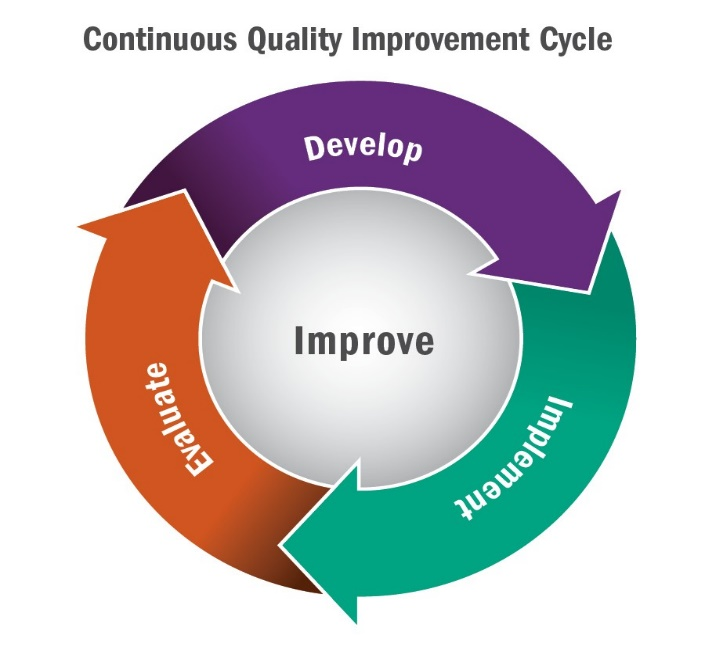 Continuous Quality Improvement Cycle
Develop
Improve
Implement
Evaluate